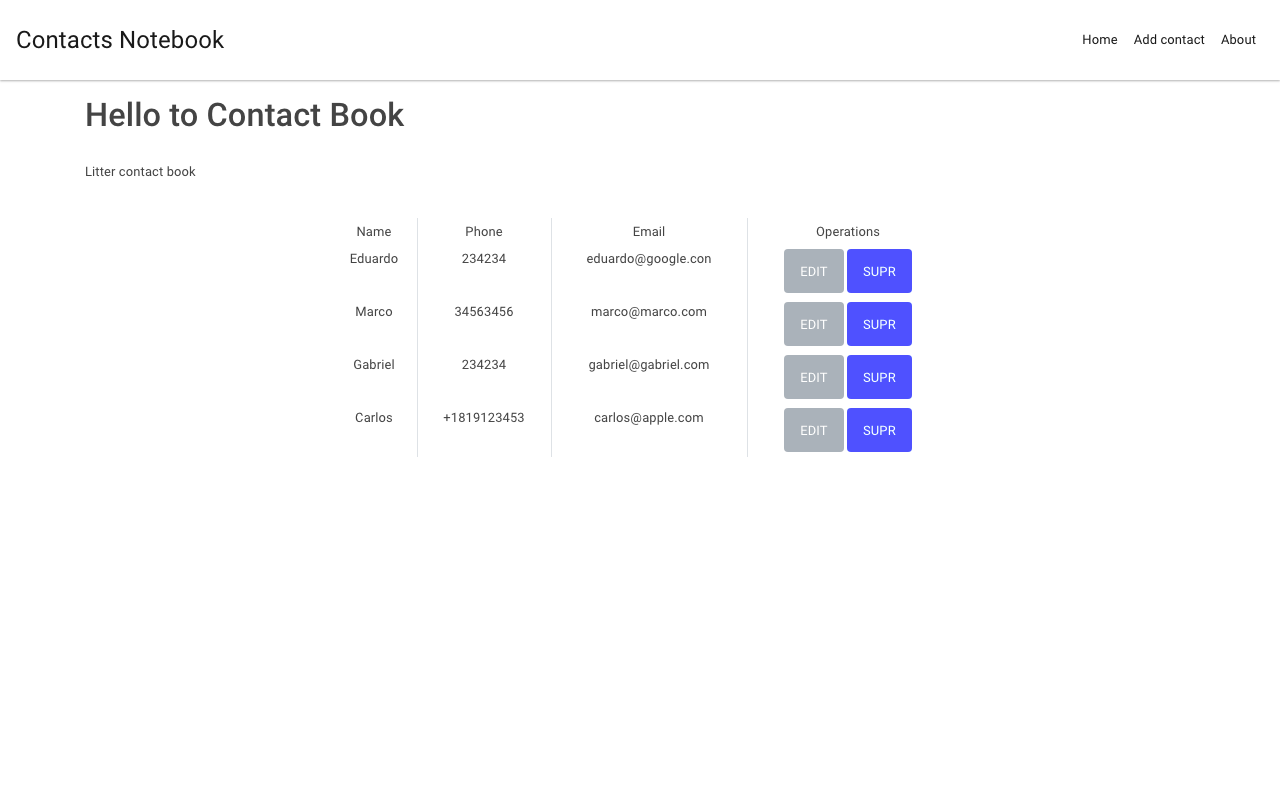 Contacts Notebook
Home Add contact About
Hello to Contact Book
Litter contact book
Name Phone Email Operations
Eduardo 234234 eduardo@google.con EDIT SUPR
Marco 34563456 marco@marco.com EDIT SUPR
Gabriel 234234 gabriel@gabriel.com EDIT SUPR
Carlos +1819123453 carlos@apple.com EDIT SUPR